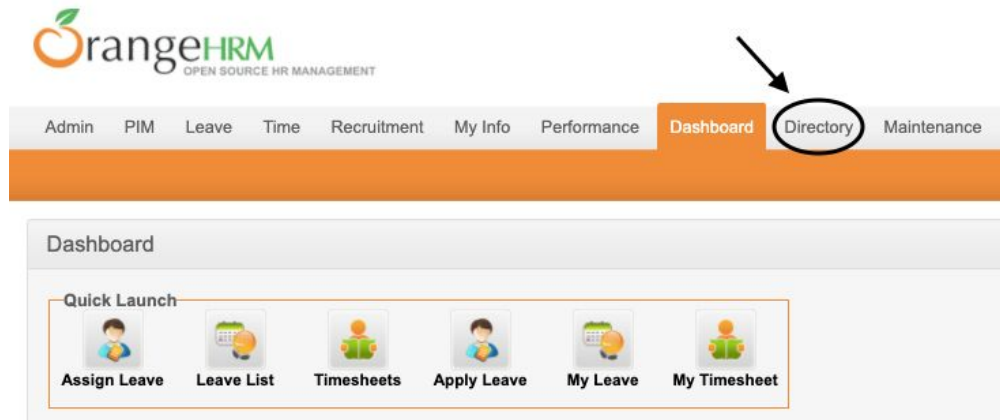 OrangeHRM
OPEN SOURCE HR MANAGEMENT
Admin PIM Leave Time Recruitment My Info Performance Dashboard Directory Maintenance
Dashboard
Quick Launch
Assign Leave Leave List Timesheets Apply Leave My Leave My Timesheet